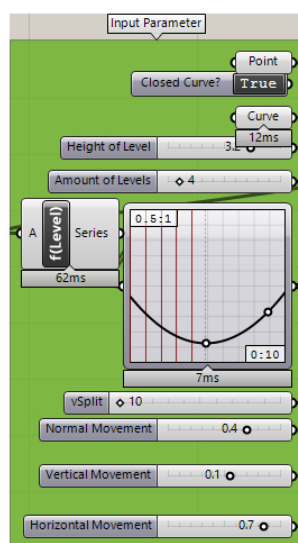 Input Parameter
Point
Closed Curve? True
Curve
12ms
Height of Level
Amount of Levels 4
A f(Level) Series
62ms
0.5:1
0:10
7ms
vSplit 10
Normal Movement 0.4
Vertical Movement 0.1
Horizontal Movement 0.7